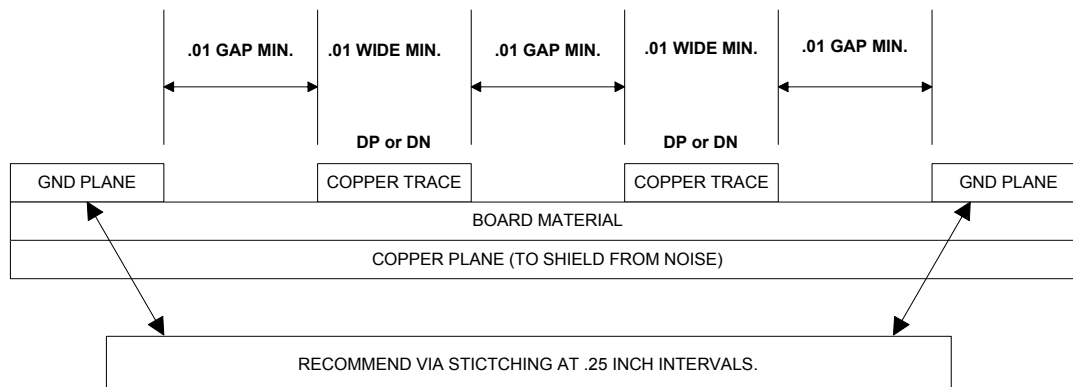 .01 GAP MIN. .01 WIDE MIN. .01 GAP MIN. .01 WIDE MIN. .01 GAP MIN.
DP or DN DP or DN
GND PLANE COPPER TRACE COPPER TRACE GND PLANE
BOARD MATERIAL
COPPER PLANE (TO SHIELD FROM NOISE)
RECOMMEND VIA STICTCHING AT .25 INCH INTERVALS.